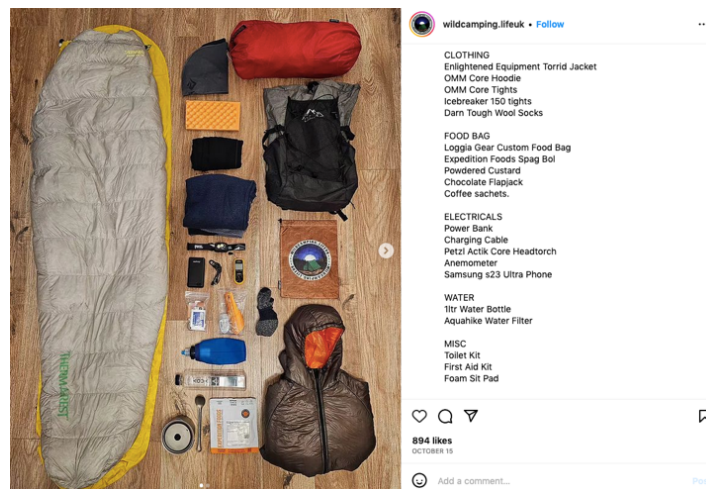 wildcamping.lifeuk • Follow
CLOTHING
Enlightened Equipment Torrid Jacket
OMM Core Hoodie
OMM Core Tights
Icebreaker 150 tights
Darn Tough Wool Socks
FOOD BAG
Loggia Gear Custom Food Bag
Expedition Foods Spag Bol
Powdered Custard
Chocolate Flapjack
Coffee sachets.
ELECTRICALS
Power Bank
Charging Cable
Petzl Actik Core Headtorch
Anemometer
Samsung s23 Ultra Phone
WATER
1ltr Water Bottle
Aquahike Water Filter
MISC
Toilet Kit
First Aid Kit
Foam Sit Pad
894 likes
OCTOBER 15
Add a comment...
Pos
THERMAREST